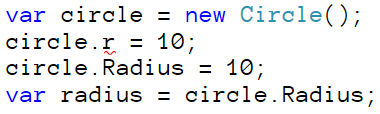 var circle = new Circle();
circle.r = 10;
circle.Radius = 10;
var radius = circle.Radius;